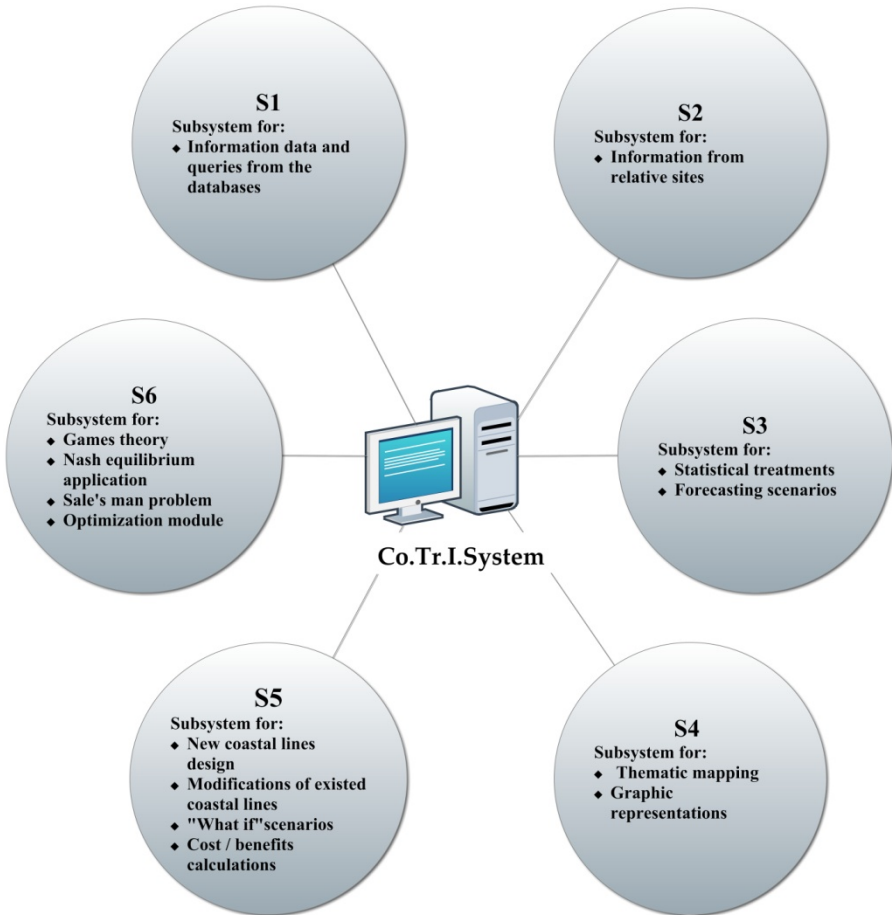 S1
Subsystem for:
◆ Information data and
queries from the
databases
S2
Subsystem for:
◆ Information from
relative sites
S6
Subsystem for:
◆ Games theory
◆ Nash equilibrium
application
◆ Sale's man problem
◆ Optimization module
S3
Subsystem for:
◆ Statistical treatments
◆ Forecasting scenarios
Co.Tr.I.System
S5
Subsystem for:
◆ New coastal lines
design
◆ Modifications of existed
coastal lines
◆ "What if"scenarios
◆ Cost / benefits
calculations
S4
Subsystem for:
◆ Thematic mapping
◆ Graphic
representations